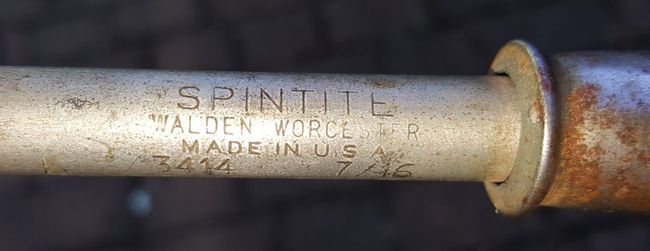 SPINTITE
WALDEN WORCESTER
MADE IN U.S.A.
3414 7/16